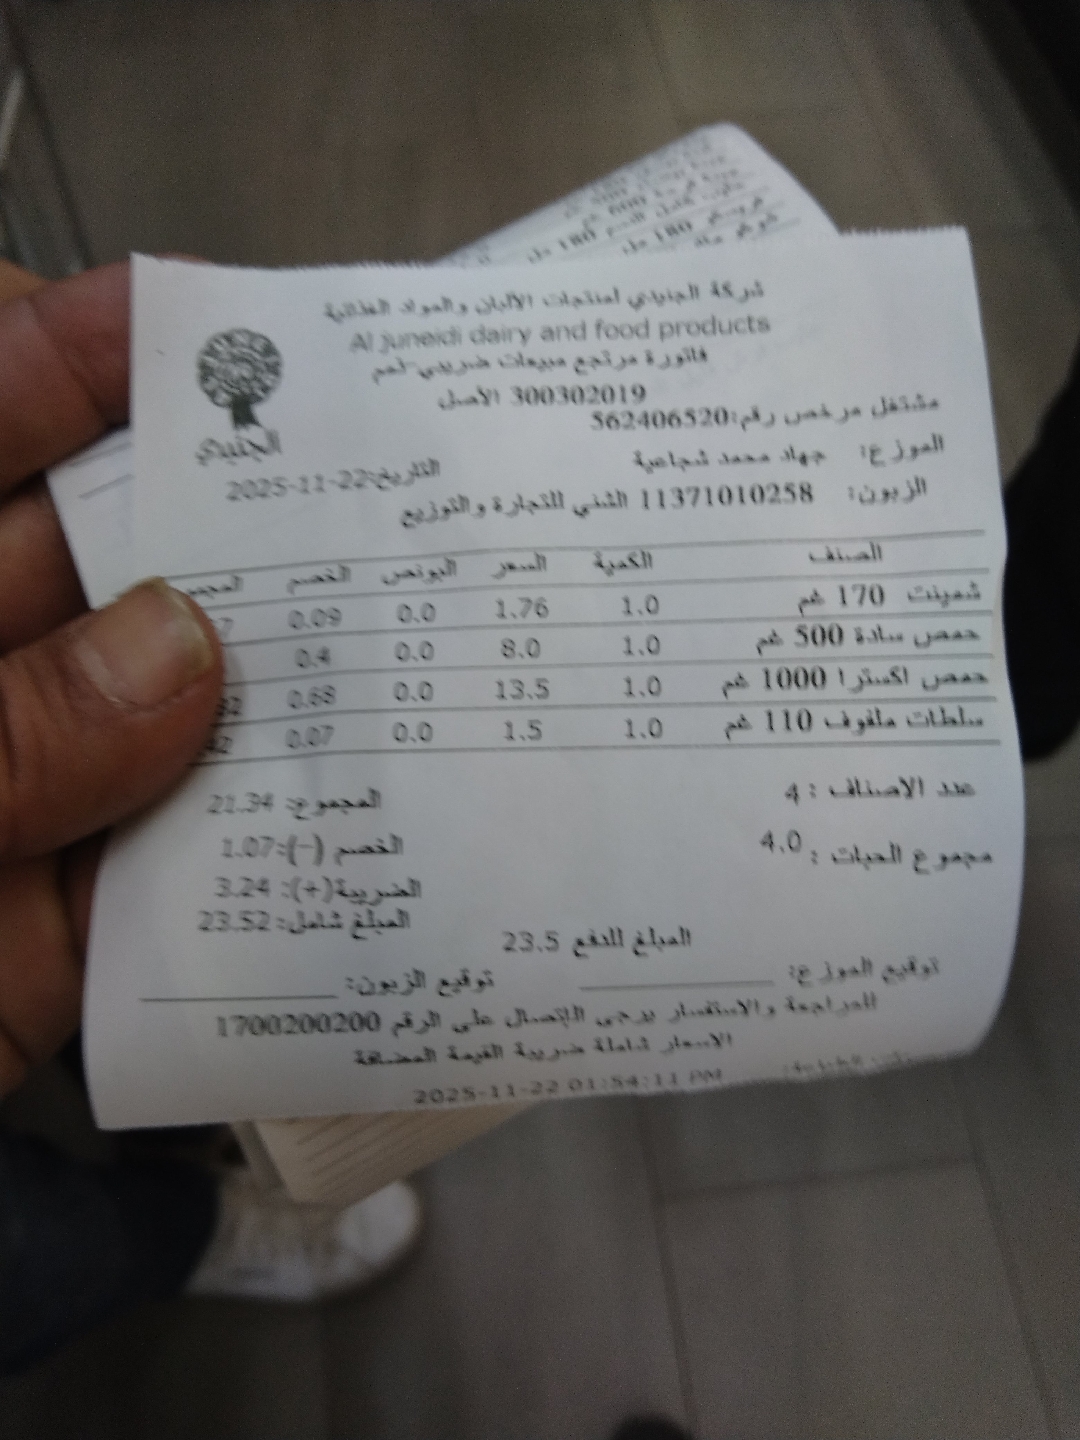 شركة الجنيدي لمنتجات الألبان والمواد الغذائية
Al juneidi dairy and food products
فاتورة مرتجع مبيعات ضريبي-لحم
300302019 الأصل
مشتغل مرخص رقم:562406520
الجنيدي
الموزع: جهاد محمد شجاعية
التاريخ:2025-11-22
الزبون: 11371010258 الشني للتجارة والتوزيع
الصنف الكمية السعر البونص الخصم
شمينت 170 غم 1.0 1.76 0.0 0.09
حمص سادة 500 غم 1.0 8.0 0.0 0.4
حمص اكسترا 1000 غم 1.0 13.5 0.0 0.68
سلطات ملفوف 110 غم 1.0 1.5 0.0 0.07
عدد الاصناف : 4
المجموع: 21.34
مجموع الحبات : 4.0
الخصم (-):1.07
الضريبة(+): 3.24
المبلغ شامل: 23.52
المبلغ للدفع 23.5
توقيع الموزع: توقيع الزبون:
للمراجعة والاستفسار يرجى الاتصال على الرقم 1700200200
الاسعار شاملة ضريبة القيمة المضافة
2025-11-22 01:54:11 PM